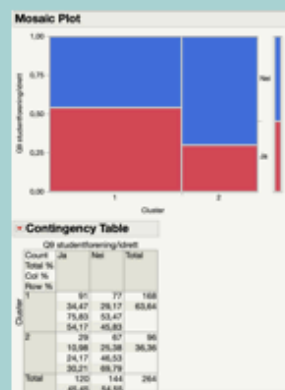 Mosaic Plot
1,00
0,75
0,50
0,25
0,00
Q9 studentforening/idrett
Nei
Ja
1 2
Cluster
Contingency Table
Q9 studentforening/idrett
Count Ja Nei Total
Total %
Col %
Row %
Cluster
1 91 77 168
34,47 29,17 63,64
75,83 53,47
54,17 45,83
2 29 67 96
10,98 25,38 36,36
24,17 46,53
30,21 69,79
Total 120 144 264